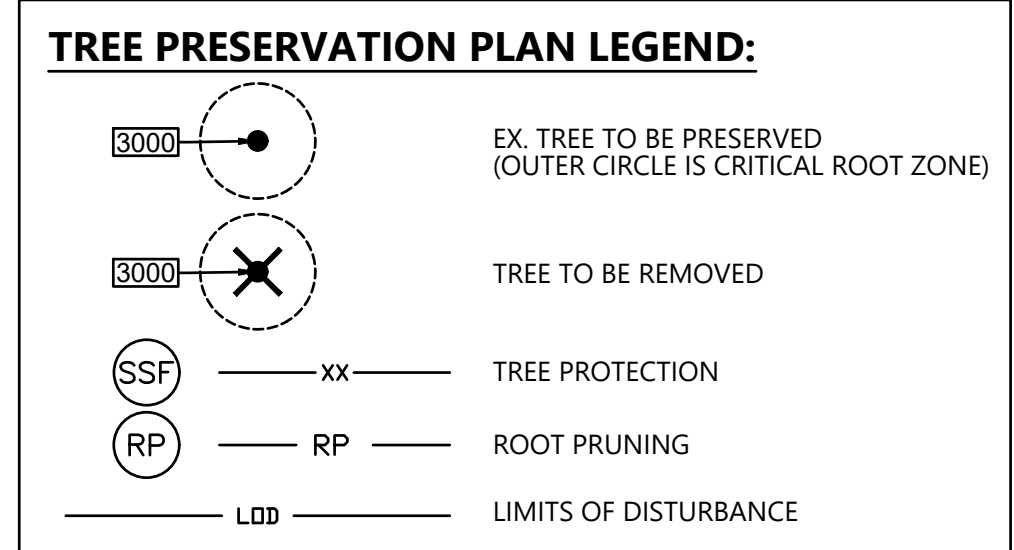 TREE PRESERVATION PLAN LEGEND:
3000
EX. TREE TO BE PRESERVED
(OUTER CIRCLE IS CRITICAL ROOT ZONE)
3000
TREE TO BE REMOVED
SSF XX TREE PROTECTION
RP RP ROOT PRUNING
LOD LIMITS OF DISTURBANCE